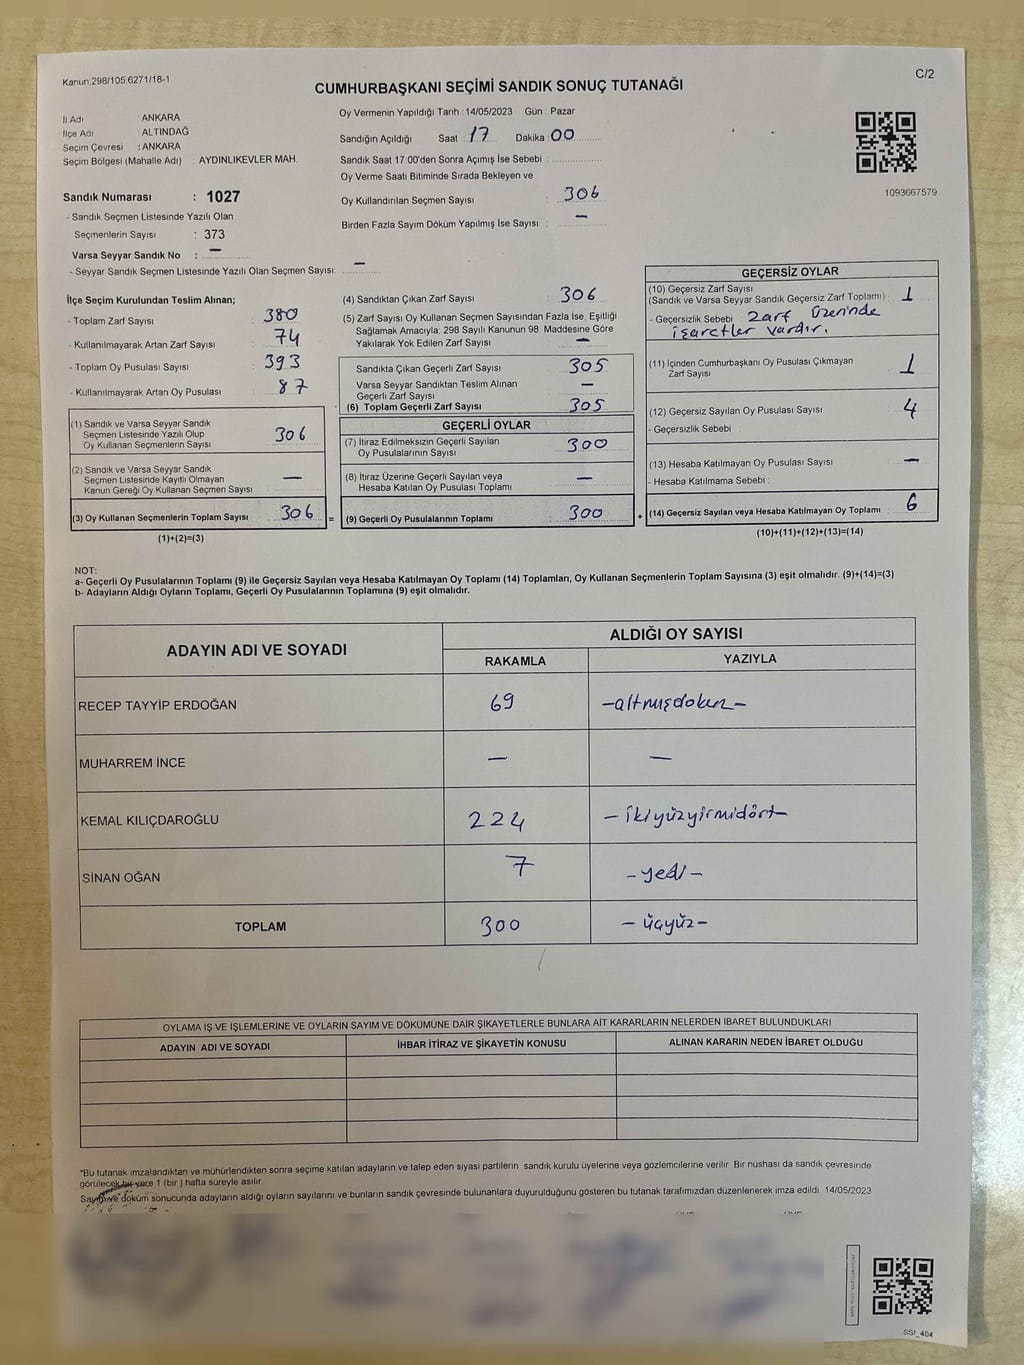 Kanun,298/105,6271/18-1
C/2
CUMHURBAŞKANI SEÇİMİ SANDIK SONUÇ TUTANAĞI
İl Adı ANKARA
İlçe Adı : ALTINDAĞ
Seçim Çevresi : ANKARA
Seçim Bölgesi (Mahalle Adı) : AYDINLIKEVLER MAH.
Oy Vermenin Yapıldığı Tarih : 14/05/2023 Gün : Pazar
Sandığın Açıldığı Saat : 17 Dakika 00
Sandık Saat 17 00'den Sonra Açımış İse Sebebi :
Oy Verme Saati Bitiminde Sırada Bekleyen ve
Oy Kullandırılan Seçmen Sayısı : 306
Birden Fazla Sayım Döküm Yapılmış İse Sayısı : –
1093667579
Sandık Numarası : 1027
- Sandık Seçmen Listesinde Yazılı Olan
Seçmenlerin Sayısı : 373
Varsa Seyyar Sandık No : –
- Seyyar Sandık Seçmen Listesinde Yazılı Olan Seçmen Sayısı: –
İlçe Seçim Kurulundan Teslim Alınan;
- Toplam Zarf Sayısı : 380
- Kullanılmayarak Artan Zarf Sayısı : 74
- Toplam Oy Pusulası Sayısı : 393
- Kullanılmayarak Artan Oy Pusulası : 87
(1) Sandık ve Varsa Seyyar Sandık
Seçmen Listesinde Yazılı Olup
Oy Kullanan Seçmenlerin Sayısı 306
(2) Sandık ve Varsa Seyyar Sandık
Seçmen Listesinde Kayıtlı Olmayan
Kanun Gereği Oy Kullanan Seçmen Sayısı –
(3) Oy Kullanan Seçmenlerin Toplam Sayısı 306 =
(1)+(2)=(3)
(4) Sandıktan Çıkan Zarf Sayısı : 306
(5) Zarf Sayısı Oy Kullanan Seçmen Sayısından Fazla İse, Eşitliği
Sağlamak Amacıyla; 298 Sayılı Kanunun 98. Maddesine Göre
Yakılarak Yok Edilen Zarf Sayısı : –
Sandıkta Çıkan Geçerli Zarf Sayısı : 305
Varsa Seyyar Sandıktan Teslim Alınan
Geçerli Zarf Sayısı : –
(6) Toplam Geçerli Zarf Sayısı : 305
GEÇERLİ OYLAR
(7) İtiraz Edilmeksizin Geçerli Sayılan
Oy Pusulalarının Sayısı : 300
(8) İtiraz Üzerine Geçerli Sayılan veya
Hesaba Katılan Oy Pusulası Toplamı : –
(9) Geçerli Oy Pusulalarının Toplamı : 300 +
GEÇERSİZ OYLAR
(10) Geçersiz Zarf Sayısı
(Sandık ve Varsa Seyyar Sandık Geçersiz Zarf Toplamı) : 1
- Geçersizlik Sebebi Zarf üzerinde
işaretler vardır.
(11) İçinden Cumhurbaşkanı Oy Pusulası Çıkmayan
Zarf Sayısı : 1
(12) Geçersiz Sayılan Oy Pusulası Sayısı : 4
- Geçersizlik Sebebi
(13) Hesaba Katılmayan Oy Pusulası Sayısı : –
- Hesaba Katılmama Sebebi :
(14) Geçersiz Sayılan veya Hesaba Katılmayan Oy Toplamı : 6
(10)+(11)+(12)+(13)=(14)
NOT:
a- Geçerli Oy Pusulalarının Toplamı (9) ile Geçersiz Sayılan veya Hesaba Katılmayan Oy Toplamı (14) Toplamları, Oy Kullanan Seçmenlerin Toplam Sayısına (3) eşit olmalıdır. (9)+(14)=(3)
b- Adayların Aldığı Oyların Toplamı, Geçerli Oy Pusulalarının Toplamına (9) eşit olmalıdır.
ADAYIN ADI VE SOYADI ALDIĞI OY SAYISI
RAKAMLA YAZIYLA
RECEP TAYYİP ERDOĞAN 69 –altmışdokuz–
MUHARREM İNCE – –
KEMAL KILIÇDAROĞLU 224 –ikiyüzyirmidört–
SİNAN OĞAN 7 –yedi–
TOPLAM 300 –üçyüz–
OYLAMA İŞ VE İŞLEMLERİNE VE OYLARIN SAYIM VE DÖKÜMÜNE DAİR ŞİKAYETLERLE BUNLARA AİT KARARLARIN NELERDEN İBARET BULUNDUKLARI
ADAYIN ADI VE SOYADI İHBAR İTİRAZ VE ŞİKAYETİN KONUSU ALINAN KARARIN NEDEN İBARET OLDUĞU
*Bu tutanak imzalandıktan ve mühürlendikten sonra seçime katılan adayların ve talep eden siyası partilerin sandık kurulu üyelerine veya gözlemcilerine verilir. Bir nüshası da sandık çevresinde
görülecek bir yere 1 (bir ) hafta süreyle asılır.
Sayım ve döküm sonucunda adayların aldığı oyların sayılarını ve bunların sandık çevresinde bulunanlara duyurulduğunu gösteren bu tutanak tarafımızdan düzenlenerek imza edildi 14/05/2023
SSI_404